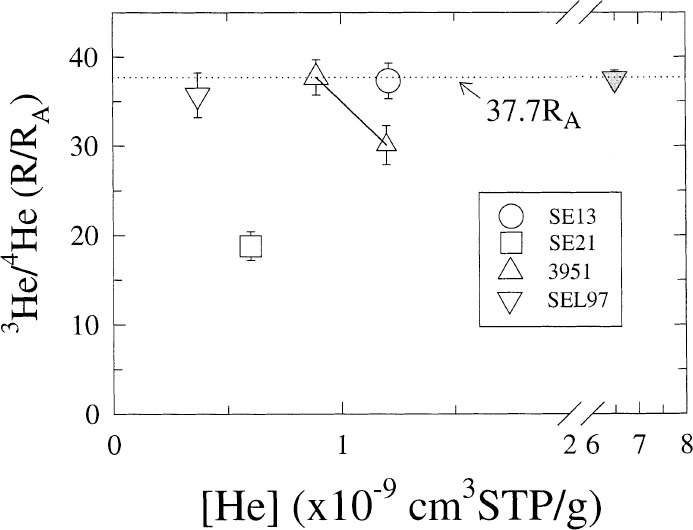 40
30
20
10
0
³He/⁴He (R/R_A)
37.7R_A
SE13
SE21
3951
SEL97
0 1 2 6 7 8
[He] (x10⁻⁹ cm³STP/g)